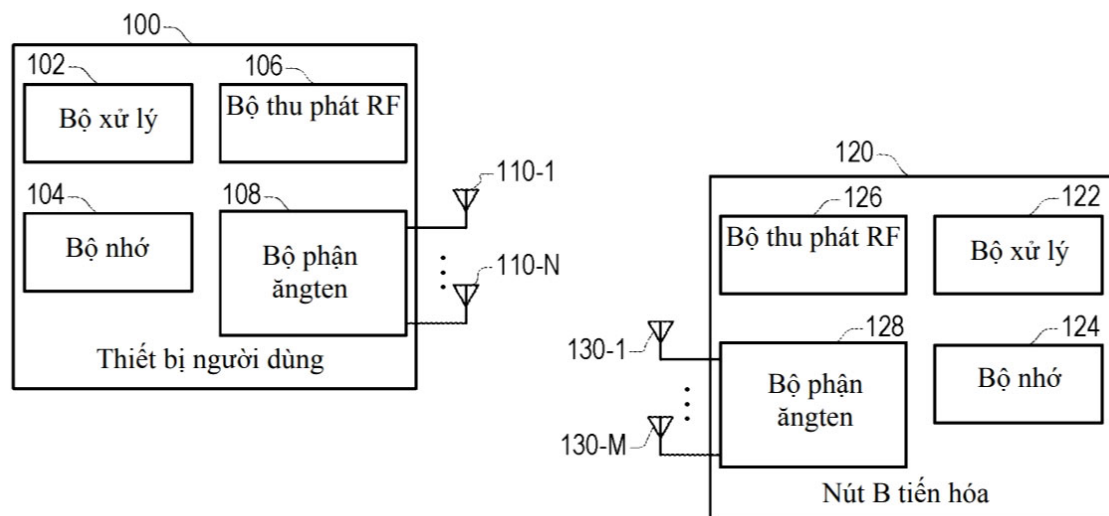 100
102
106
Bộ xử lý
Bộ thu phát RF
104
108
110-1
Bộ nhớ
Bộ phận
ăngten
110-N
Thiết bị người dùng
120
126
122
Bộ thu phát RF
Bộ xử lý
130-1
128
124
Bộ phận
ăngten
Bộ nhớ
130-M
Nút B tiến hóa